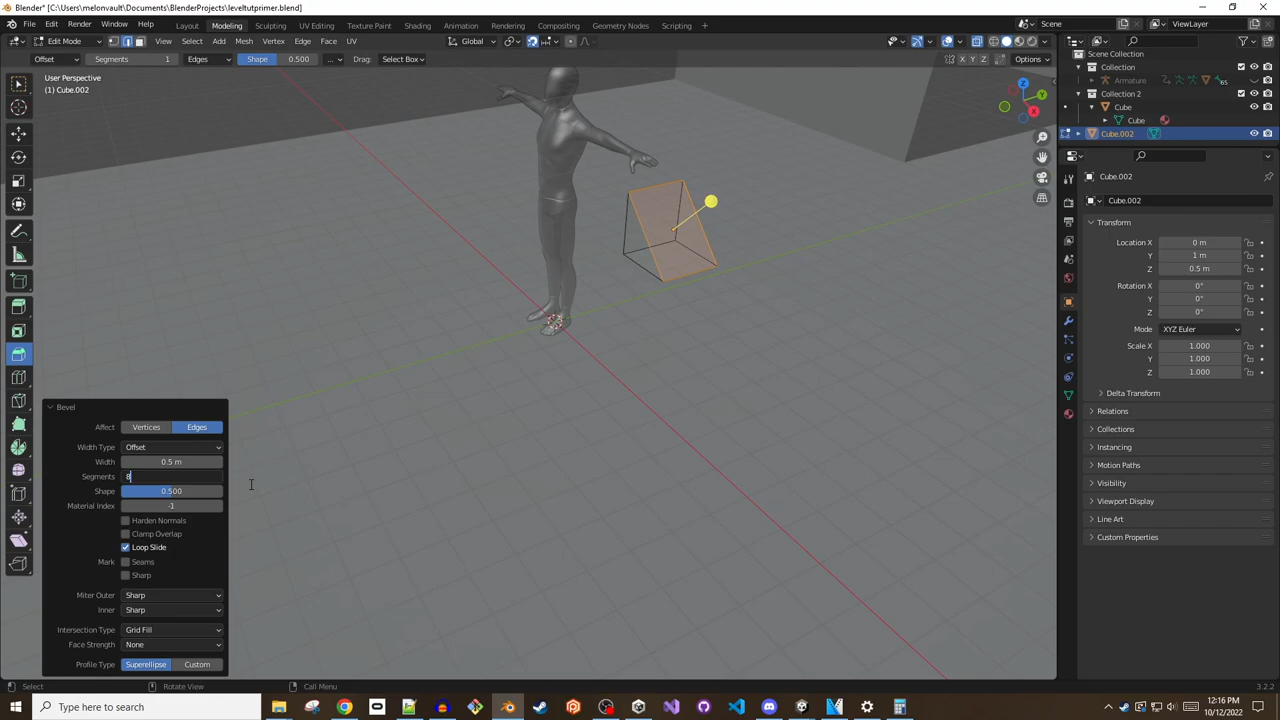 Blender* [C:\Users\melonvault\Documents\BlenderProjects\leveltutprimer.blend]
File Edit Render Window Help Layout Modeling Sculpting UV Editing Texture Paint Shading Animation Rendering Compositing Geometry Nodes Scripting + Scene ViewLayer
Edit Mode View Select Add Mesh Vertex Edge Face UV Global
Offset Segments 1 Edges Shape 0.500 ... Drag: Select Box X Y Z Options
User Perspective
(1) Cube.002
Z
Y
X
Scene Collection
Collection
Armature 65
Collection 2
Cube
Cube
Cube.002
Cube.002
Cube.002
Transform
Location X 0 m
Y 1 m
Z 0.5 m
Rotation X 0°
Y 0°
Z 0°
Mode XYZ Euler
Scale X 1.000
Y 1.000
Z 1.000
Delta Transform
Relations
Collections
Instancing
Motion Paths
Visibility
Viewport Display
Line Art
Custom Properties
Bevel
Affect Vertices Edges
Width Type Offset
Width 0.5 m
Segments 8
Shape 0.500
Material Index -1
Harden Normals
Clamp Overlap
Loop Slide
Mark Seams
Sharp
Miter Outer Sharp
Inner Sharp
Intersection Type Grid Fill
Face Strength None
Profile Type Superellipse Custom
Select Rotate View Call Menu 3.2.2
Type here to search
12:16 PM
10/12/2022